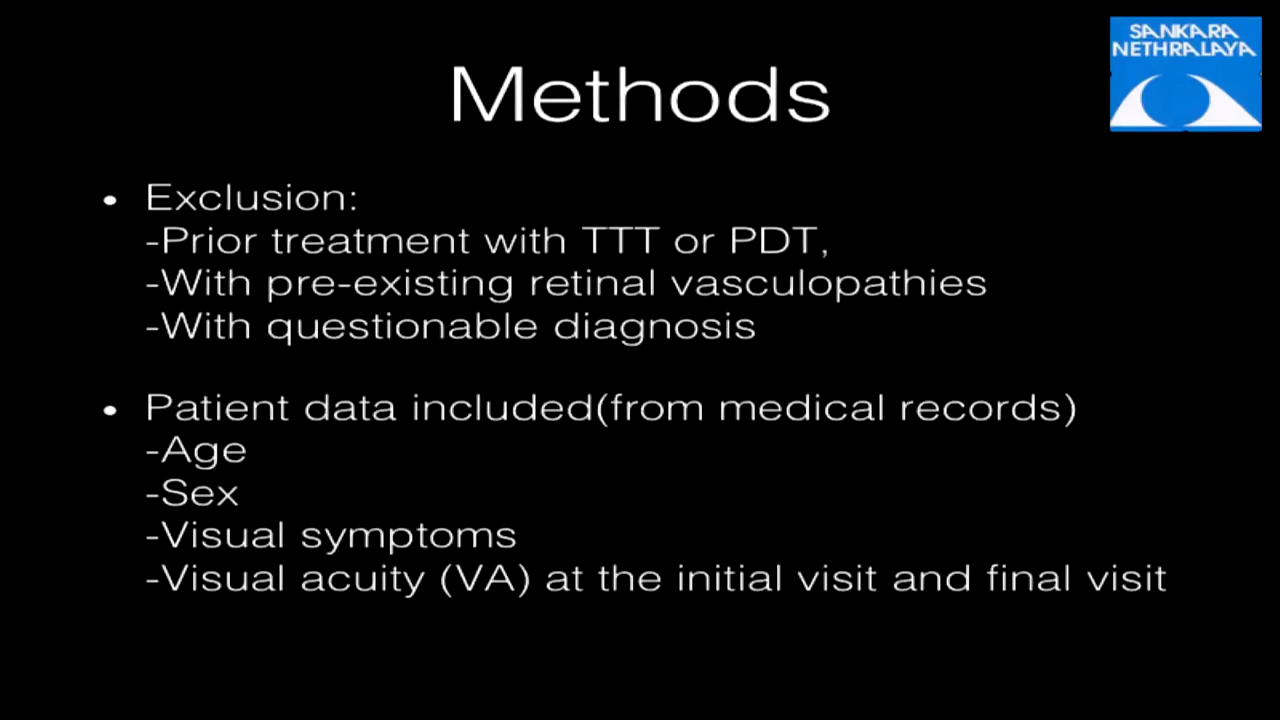 SANKARA
NETHRALAYA
Methods
• Exclusion:
-Prior treatment with TTT or PDT,
-With pre-existing retinal vasculopathies
-With questionable diagnosis
• Patient data included(from medical records)
-Age
-Sex
-Visual symptoms
-Visual acuity (VA) at the initial visit and final visit